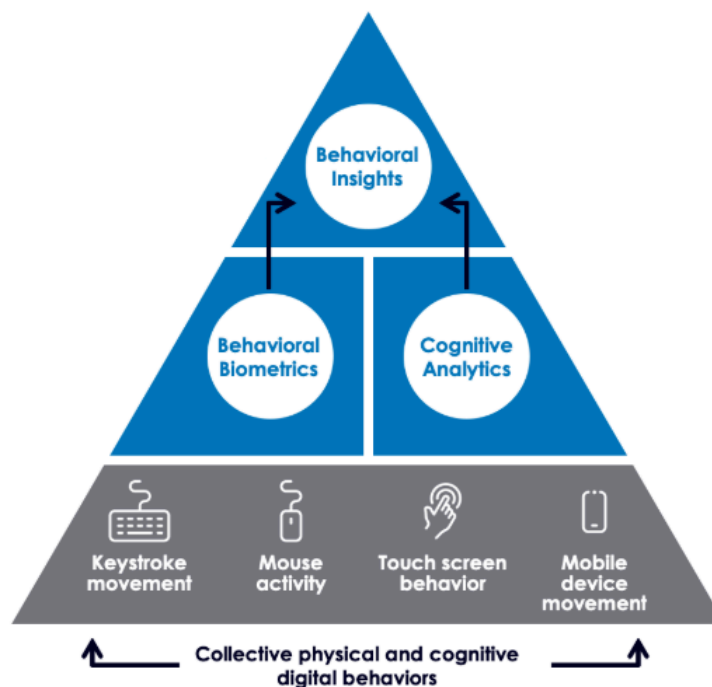 Behavioral
Insights
Behavioral
Biometrics
Cognitive
Analytics
Keystroke
movement
Mouse
activity
Touch screen
behavior
Mobile
device
movement
Collective physical and cognitive
digital behaviors